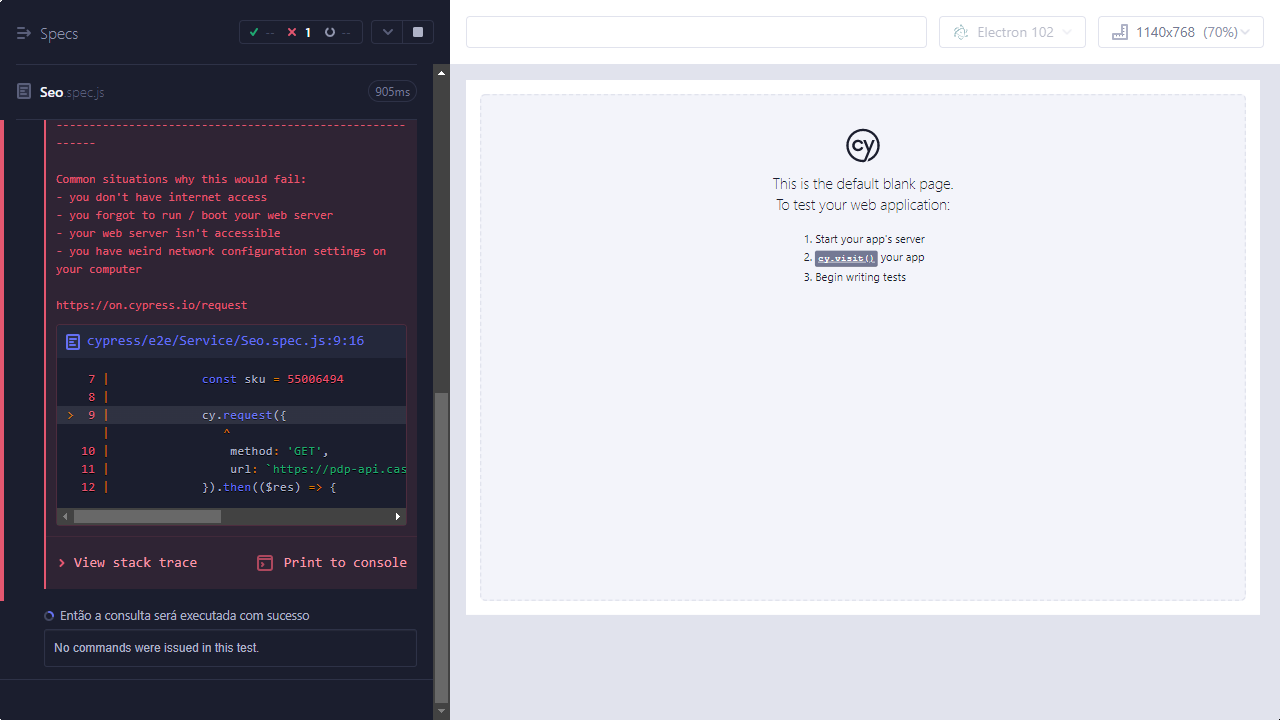 Specs
-- 1 --
Electron 102
1140x768 (70%)
Seo spec.js
905ms
------------------------------------------------------
------
Common situations why this would fail:
- you don't have internet access
- you forgot to run / boot your web server
- your web server isn't accessible
- you have weird network configuration settings on
your computer
https://on.cypress.io/request
cypress/e2e/Service/Seo.spec.js:9:16
7 | const sku = 55006494
8 |
> 9 | cy.request({
| ^
10 | method: 'GET',
11 | url: `https://pdp-api.cas
12 | }).then(($res) => {
View stack trace
Print to console
Então a consulta será executada com sucesso
No commands were issued in this test.
cy
This is the default blank page.
To test your web application:
1. Start your app's server
2. cy.visit() your app
3. Begin writing tests